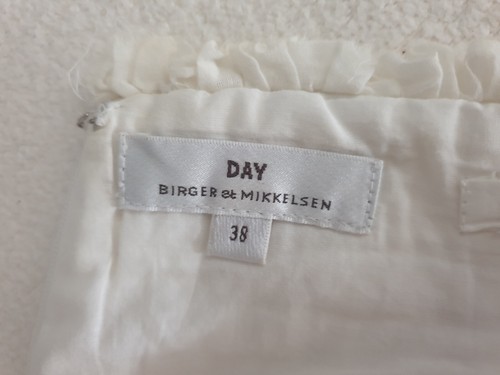 DAY
BIRGER et MIKKELSEN
38